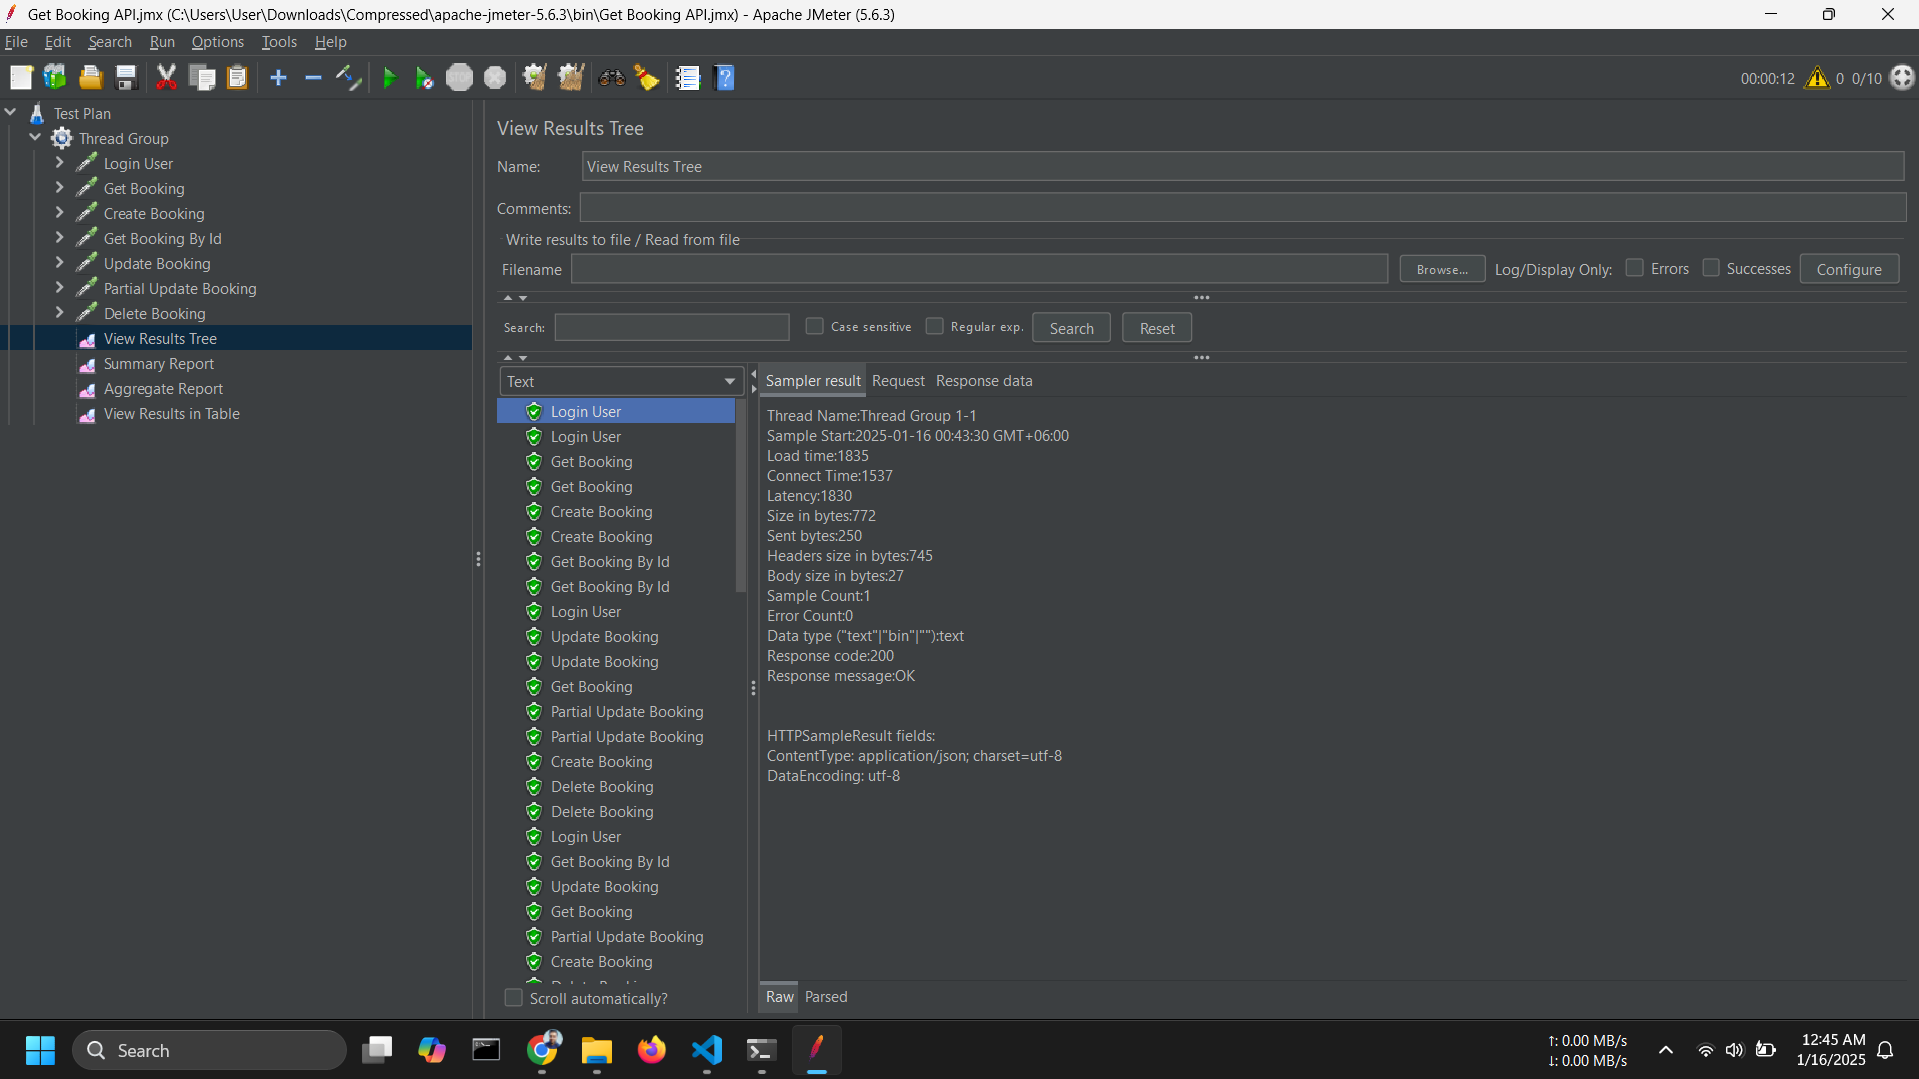 Get Booking API.jmx (C:\Users\User\Downloads\Compressed\apache-jmeter-5.6.3\bin\Get Booking API.jmx) - Apache JMeter (5.6.3)
File Edit Search Run Options Tools Help
STOP
00:00:12 0 0/10
Test Plan
Thread Group
Login User
Get Booking
Create Booking
Get Booking By Id
Update Booking
Partial Update Booking
Delete Booking
View Results Tree
Summary Report
Aggregate Report
View Results in Table
View Results Tree
Name: View Results Tree
Comments:
Write results to file / Read from file
Filename Browse... Log/Display Only: Errors Successes Configure
Search: Case sensitive Regular exp. Search Reset
Text
Login User
Login User
Get Booking
Get Booking
Create Booking
Create Booking
Get Booking By Id
Get Booking By Id
Login User
Update Booking
Update Booking
Get Booking
Partial Update Booking
Partial Update Booking
Create Booking
Delete Booking
Delete Booking
Login User
Get Booking By Id
Update Booking
Get Booking
Partial Update Booking
Create Booking
Scroll automatically?
Sampler result Request Response data
Thread Name:Thread Group 1-1
Sample Start:2025-01-16 00:43:30 GMT+06:00
Load time:1835
Connect Time:1537
Latency:1830
Size in bytes:772
Sent bytes:250
Headers size in bytes:745
Body size in bytes:27
Sample Count:1
Error Count:0
Data type ("text"|"bin"|""):text
Response code:200
Response message:OK
HTTPSampleResult fields:
ContentType: application/json; charset=utf-8
DataEncoding: utf-8
Raw Parsed
Search
↑: 0.00 MB/s
↓: 0.00 MB/s
12:45 AM
1/16/2025